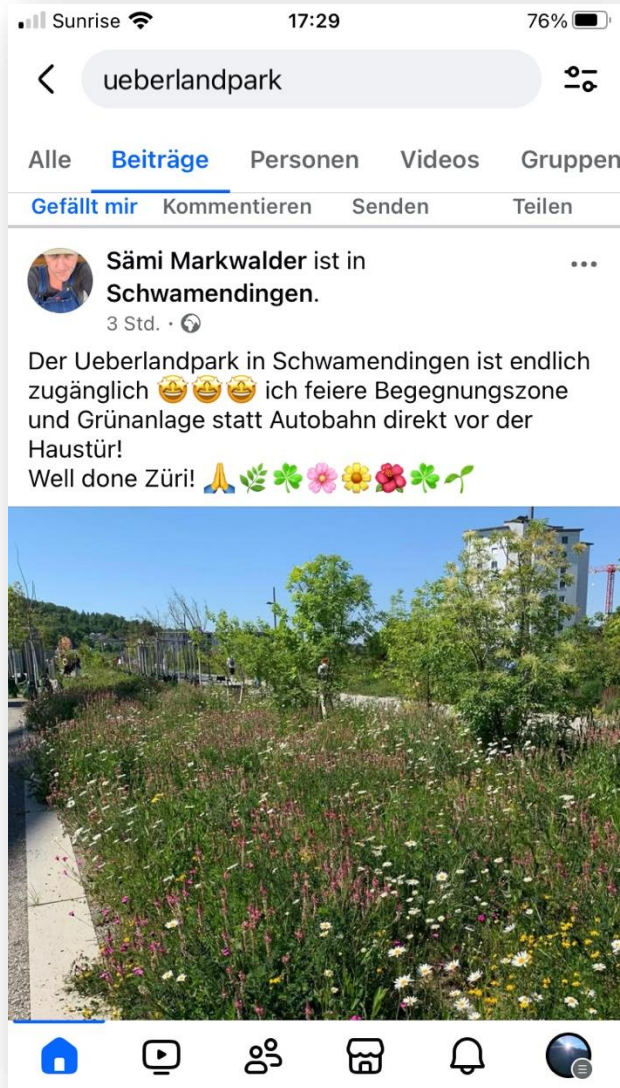 Sunrise 17:29 76%
ueberlandpark
Alle Beiträge Personen Videos Gruppen
Gefällt mir Kommentieren Senden Teilen
Sämi Markwalder ist in
Schwamendingen.
3 Std. ·
Der Ueberlandpark in Schwamendingen ist endlich
zugänglich 🤩🤩🤩 ich feiere Begegnungszone
und Grünanlage statt Autobahn direkt vor der
Haustür!
Well done Züri! 🙏🌿☘️🌸🌼🌺☘️🌱